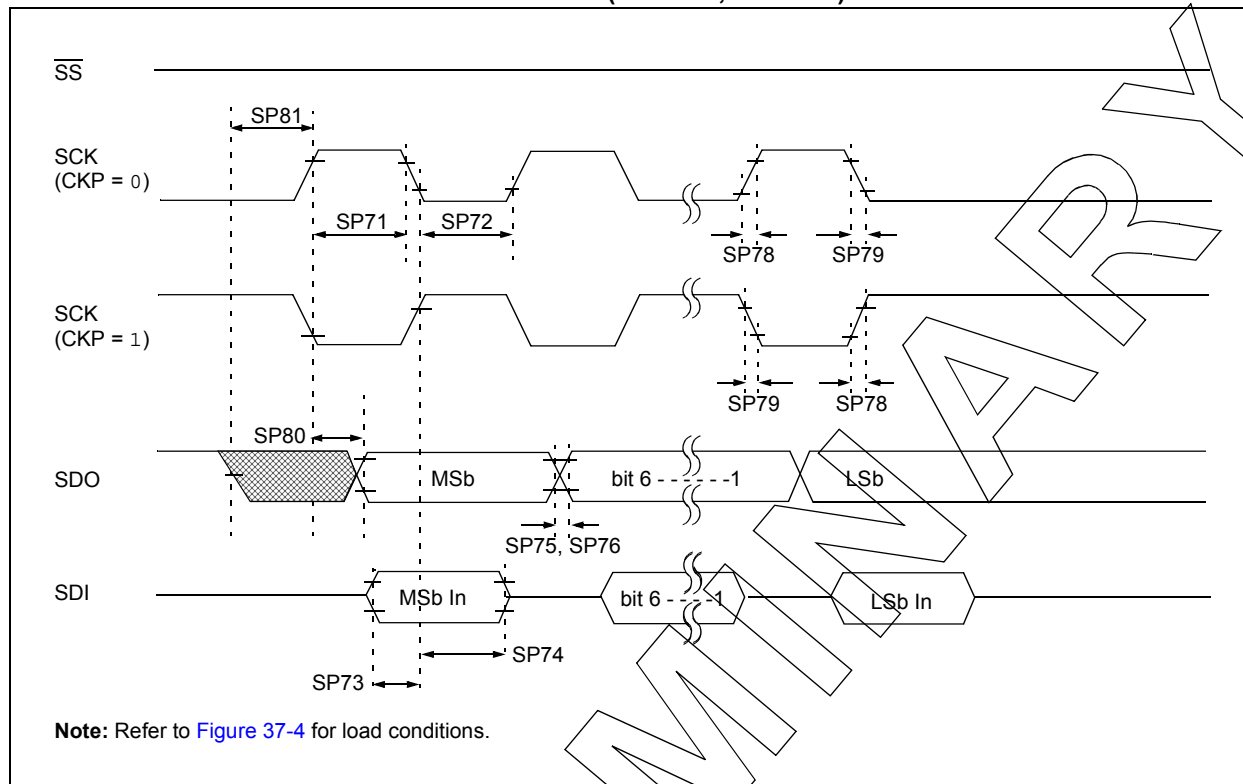 SS
SP81
SCK
(CKP = 0)
SP71
SP72
SP78
SP79
SCK
(CKP = 1)
SP79
SP78
SP80
SDO
MSb
bit 6 - - - - - -1
LSb
SP75, SP76
SDI
MSb In
bit 6 - - - - -1
LSb In
SP74
SP73
Note: Refer to Figure 37-4 for load conditions.
MINARY